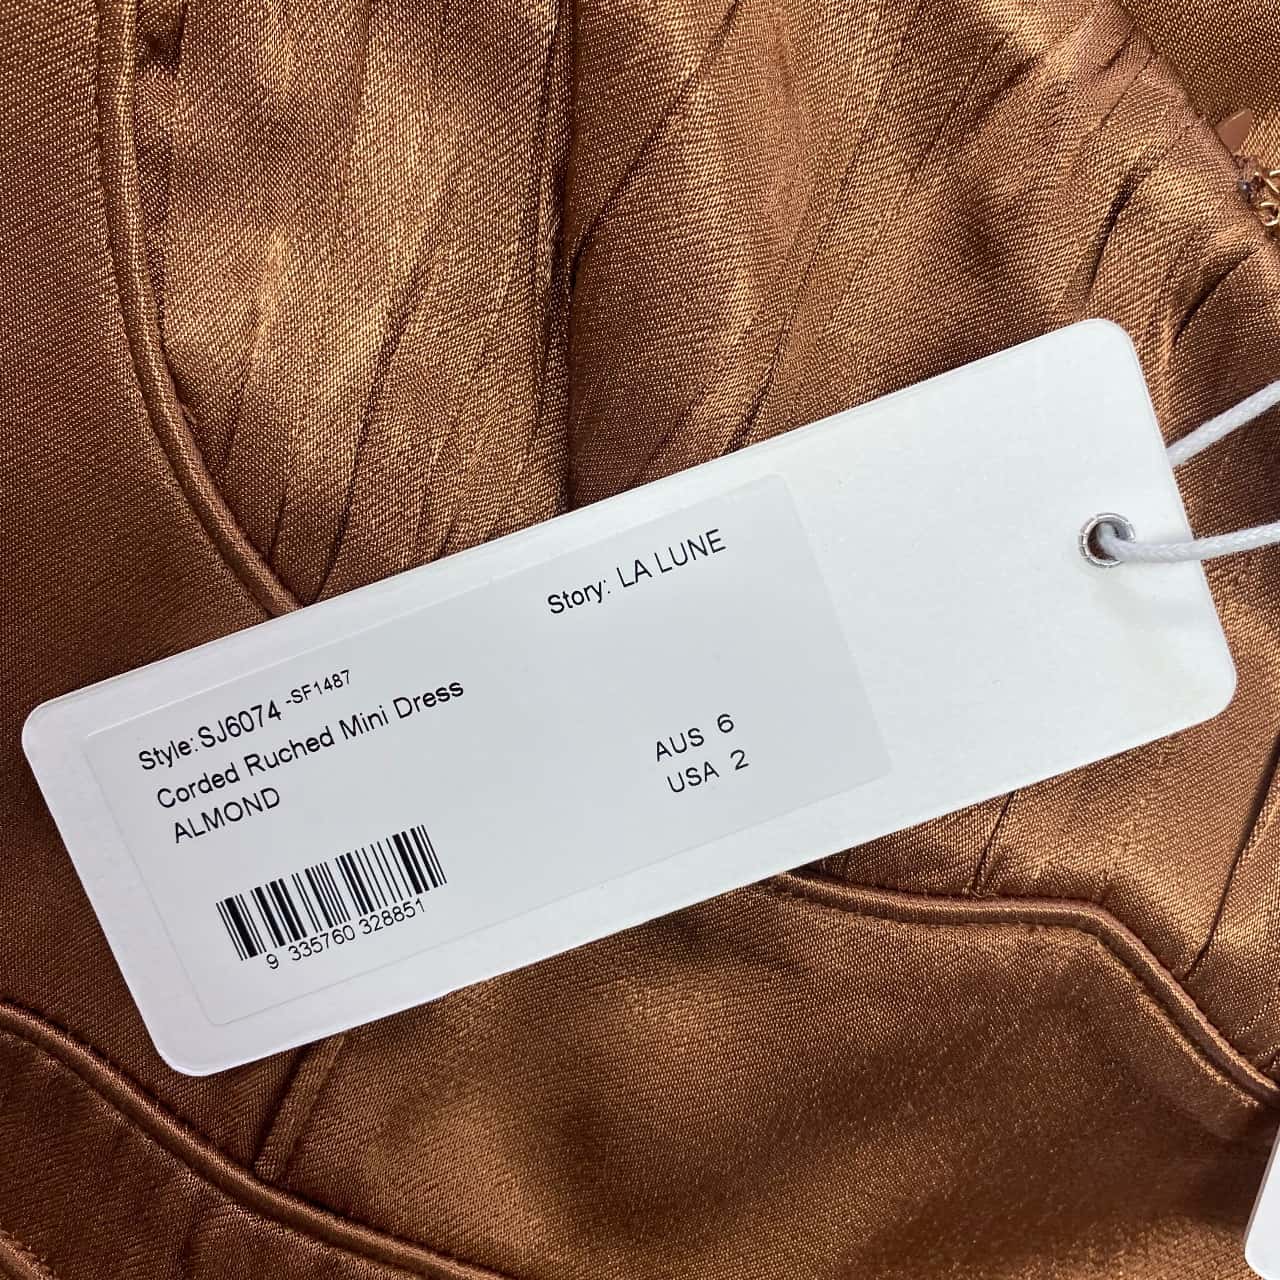 Story: LA LUNE
Style: SJ6074 -SF1487
Corded Ruched Mini Dress
ALMOND
AUS 6
USA 2
9 335760 328851